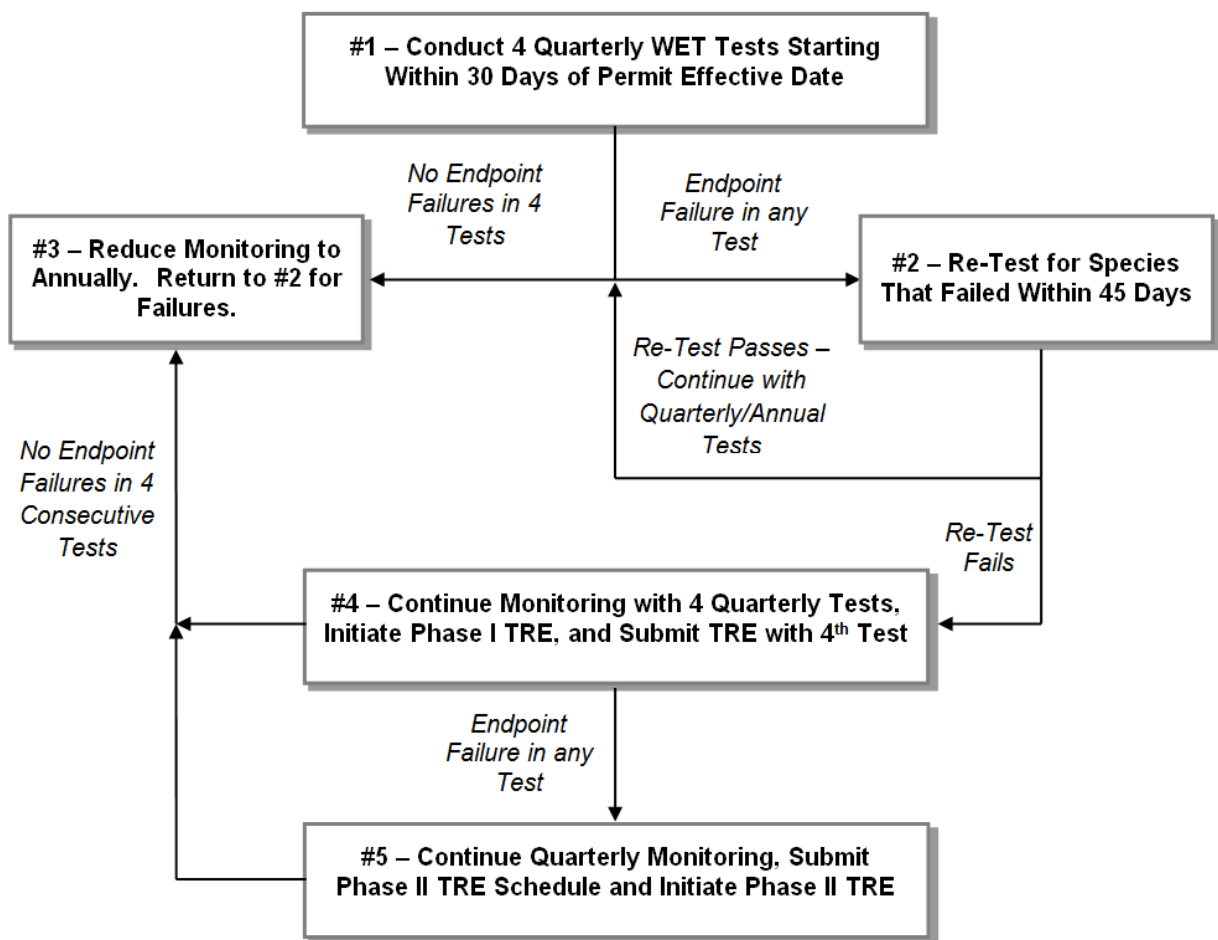 #1 – Conduct 4 Quarterly WET Tests Starting
Within 30 Days of Permit Effective Date
No Endpoint
Failures in 4
Tests
Endpoint
Failure in any
Test
#3 – Reduce Monitoring to
Annually.  Return to #2 for
Failures.
#2 – Re-Test for Species
That Failed Within 45 Days
Re-Test Passes –
Continue with
Quarterly/Annual
Tests
No Endpoint
Failures in 4
Consecutive
Tests
Re-Test
Fails
#4 – Continue Monitoring with 4 Quarterly Tests,
Initiate Phase I TRE, and Submit TRE with 4th Test
Endpoint
Failure in any
Test
#5 – Continue Quarterly Monitoring, Submit
Phase II TRE Schedule and Initiate Phase II TRE